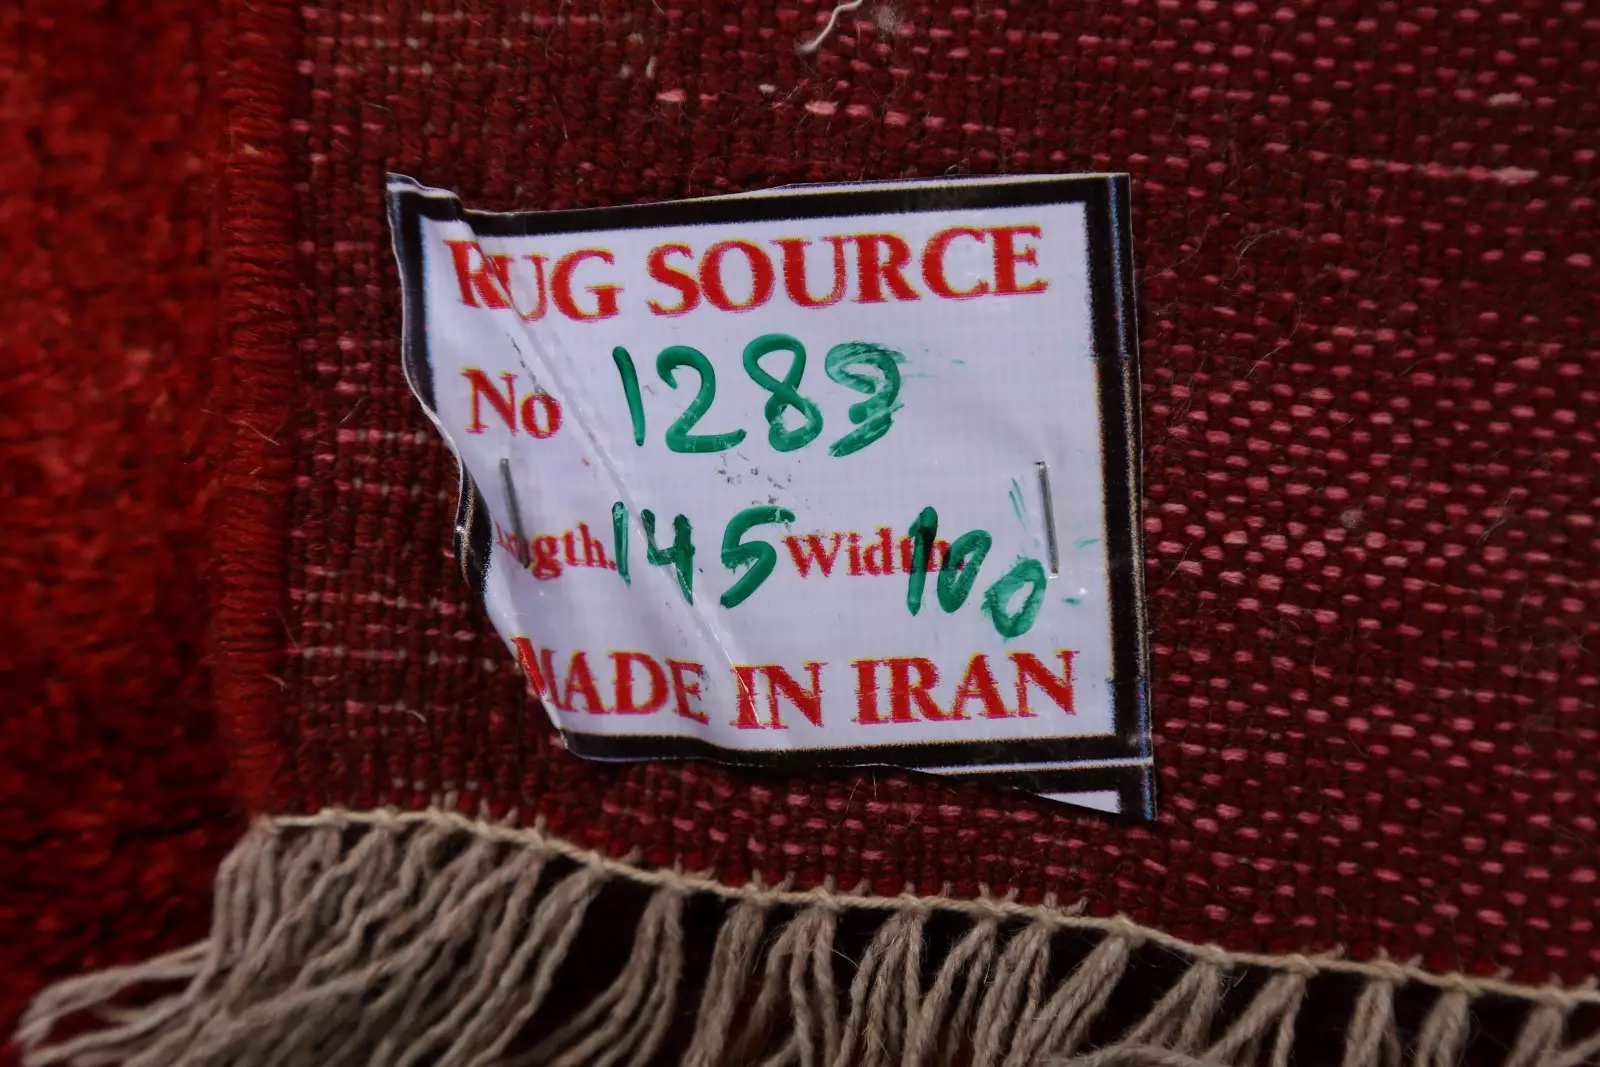 RUG SOURCE
No 1289
Length. 145 Width. 100
MADE IN IRAN